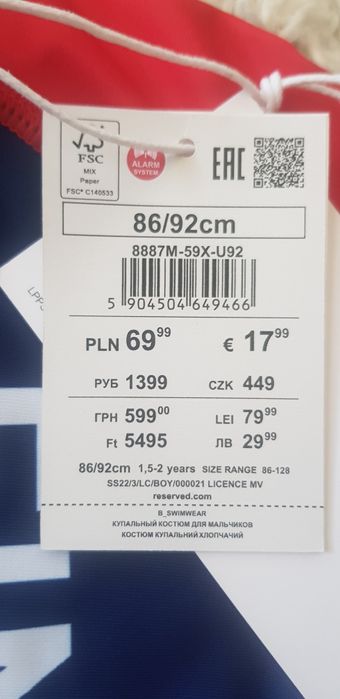 FSC
MIX
Paper
FSC® C140533
ALARM
SYSTEM
EAC
86/92cm
8887M-59X-U92
5 904504 649466
PLN 69 99 € 17 99
РУБ 1399 CZK 449
ГРН 599 00 LEI 79 99
Ft 5495 ЛВ 29 99
86/92cm 1,5-2 years SIZE RANGE 86-128
SS22/3/LC/BOY/000021 LICENCE MV
reserved.com
B_SWIMWEAR
КУПАЛЬНЫЙ КОСТЮМ ДЛЯ МАЛЬЧИКОВ
КОСТЮМ КУПАЛЬНИЙ ХЛОПЧАЧИЙ